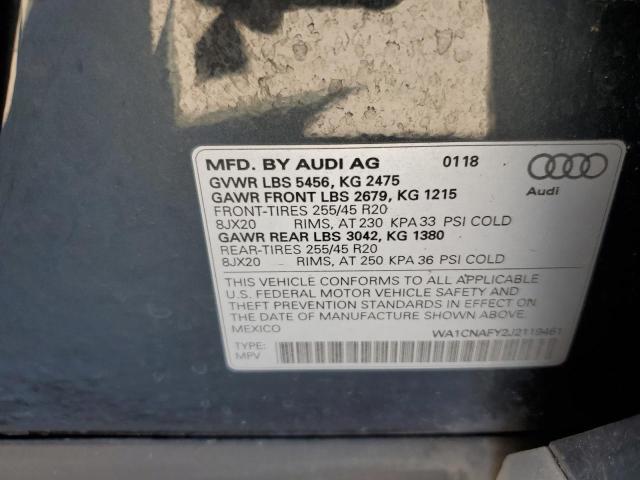 MFD. BY AUDI AG 0118
GVWR LBS 5456, KG 2475
GAWR FRONT LBS 2679, KG 1215
FRONT-TIRES 255/45 R20
8JX20 RIMS, AT 230 KPA 33 PSI COLD
GAWR REAR LBS 3042, KG 1380
REAR-TIRES 255/45 R20
8JX20 RIMS, AT 250 KPA 36 PSI COLD
Audi
THIS VEHICLE CONFORMS TO ALL APPLICABLE
U.S. FEDERAL MOTOR VEHICLE SAFETY AND
THEFT PREVENTION STANDARDS IN EFFECT ON
THE DATE OF MANUFACTURE SHOWN ABOVE.
MEXICO WA1CNAFY2J2119461
TYPE:
MPV